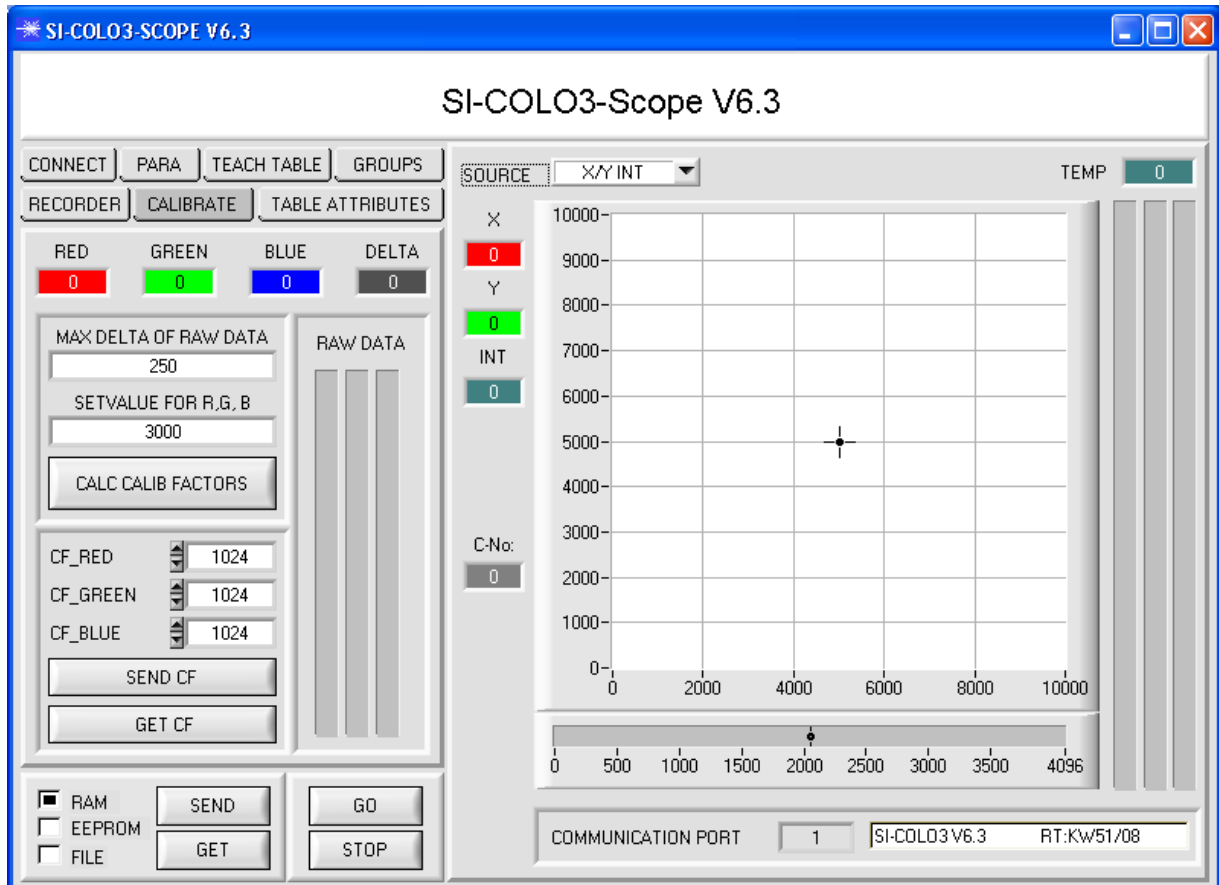 SI-COLO3-SCOPE V6.3
SI-COLO3-Scope V6.3
CONNECT PARA TEACH TABLE GROUPS
RECORDER CALIBRATE TABLE ATTRIBUTES
RED GREEN BLUE DELTA
0 0 0 0
MAX DELTA OF RAW DATA
250
SETVALUE FOR R,G, B
3000
CALC CALIB FACTORS
RAW DATA
CF_RED 1024
CF_GREEN 1024
CF_BLUE 1024
SEND CF
GET CF
RAM
EEPROM
FILE
SEND
GET
GO
STOP
SOURCE X/Y INT
TEMP 0
X
0
Y
0
INT
0
C-No:
0
10000
9000
8000
7000
6000
5000
4000
3000
2000
1000
0
0 2000 4000 6000 8000 10000
0 500 1000 1500 2000 2500 3000 3500 4096
COMMUNICATION PORT 1 SI-COLO3 V6.3 RT:KW51/08